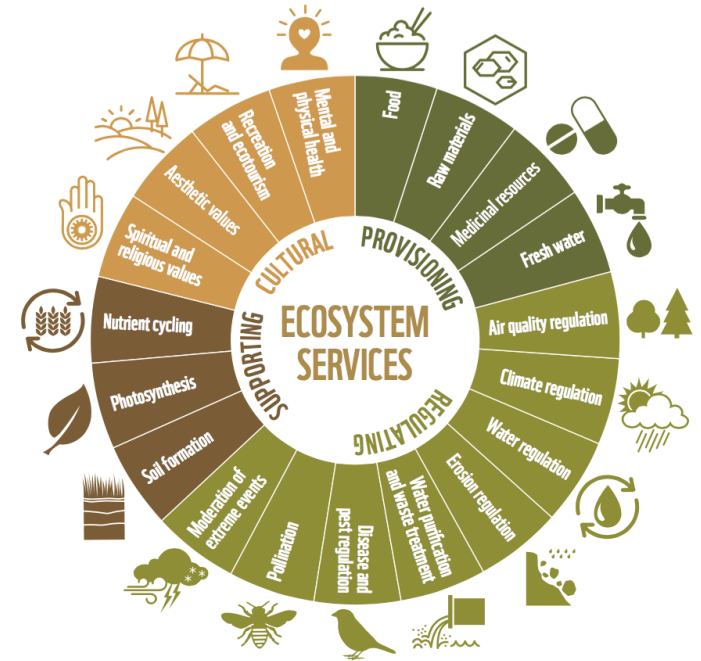 ECOSYSTEM
SERVICES
PROVISIONING
Food
Raw materials
Medicinal resources
Fresh water
REGULATING
Air quality regulation
Climate regulation
Water regulation
Erosion regulation
Water purification
and waste treatment
Disease and
pest regulation
Pollination
Moderation of
extreme events
SUPPORTING
Soil formation
Photosynthesis
Nutrient cycling
CULTURAL
Spiritual and
religious values
Aesthetic values
Recreation
and ecotourism
Mental and
physical health